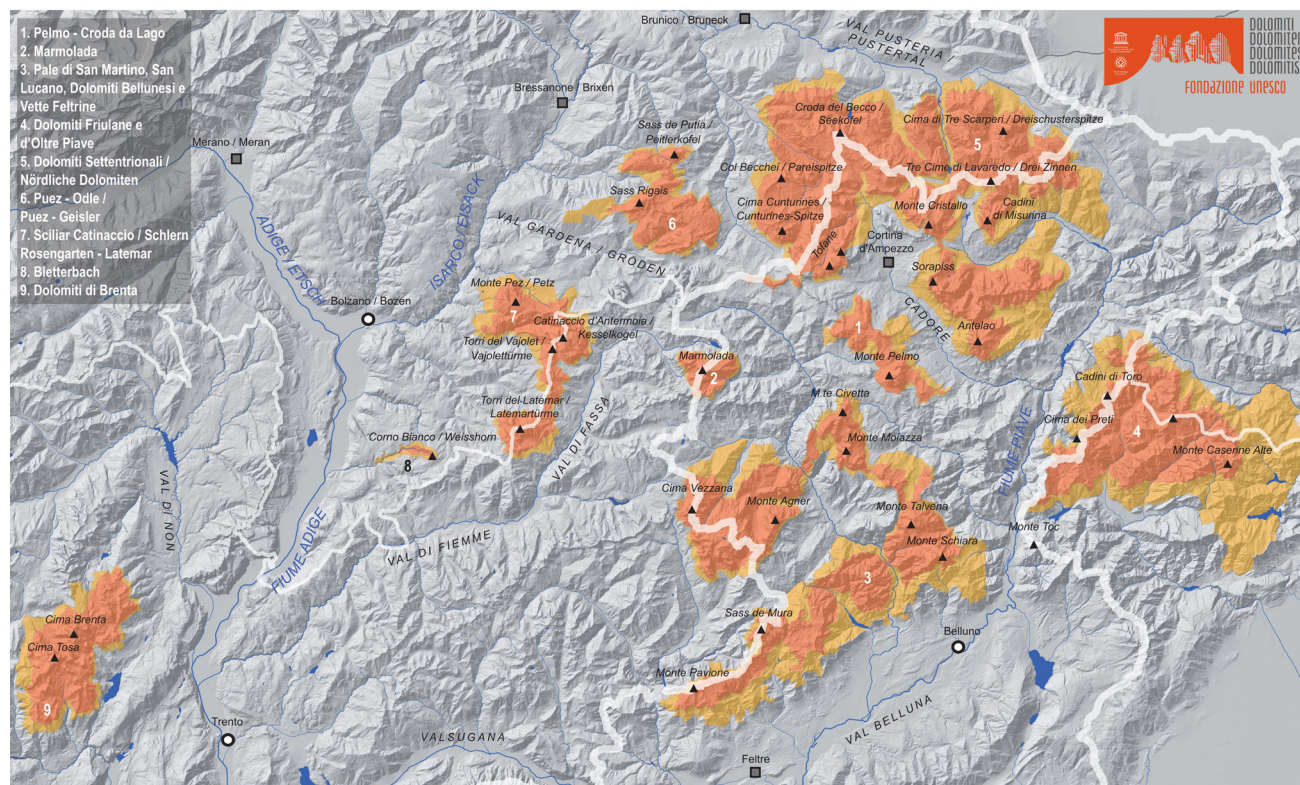 1. Pelmo - Croda da Lago
2. Marmolada
3. Pale di San Martino, San
Lucano, Dolomiti Bellunesi e
Vette Feltrine
4. Dolomiti Friulane e
d'Oltre Piave
5. Dolomiti Settentrionali /
Nördliche Dolomiten
6. Puez - Odle /
Puez - Geisler
7. Sciliar Catinaccio / Schlern
Rosengarten - Latemar
8. Bletterbach
9. Dolomiti di Brenta
Brunico / Bruneck
VAL PUSTERIA /
PUSTERTAL
DOLOMITI
DOLOMITEN
DOLOMITES
DOLOMITIS
FONDAZIONE UNESCO
Bressanone / Brixen
Merano / Meran
Sass de Putia /
Peitlerkofel
Croda del Becco /
Seekofel
Cima di Tre Scarperi / Dreischusterspitze
5
Col Becchei / Pareispitze
Tre Cime di Lavaredo / Drei Zinnen
Sass Rigais
6
Cima Cunturines /
Cunturines-Spitze
Monte Cristallo
Cadini
di Misurina
ADIGE / ETSCH
ISARCO / EISACK
VAL GARDENA / GRÖDEN
Tofane
Cortina
d'Ampezzo
Sorapiss
Monte Pez / Petz
7
Bolzano / Bozen
Catinaccio d'Antermoia /
Kesselkogel
Torri del Vajolet /
Vajolettürme
CADORE
Antelao
1
Monte Pelmo
Marmolada
2
Cadini di Toro
Torri del Latemar /
Latemartürme
M.te Civetta
Cima dei Preti
4
Corno Bianco / Weisshorn
8
VAL DI FASSA
Monte Moiazza
Monte Caserine Alte
FIUME PIAVE
VAL DI NON
Cima Vezzana
Monte Agner
Monte Talvena
Monte Toc
FIUME ADIGE
VAL DI FIEMME
Monte Schiara
3
Cima Brenta
Sass de Mura
Belluno
Cima Tosa
Monte Pavione
9
Trento
VALSUGANA
VAL BELLUNA
Feltre